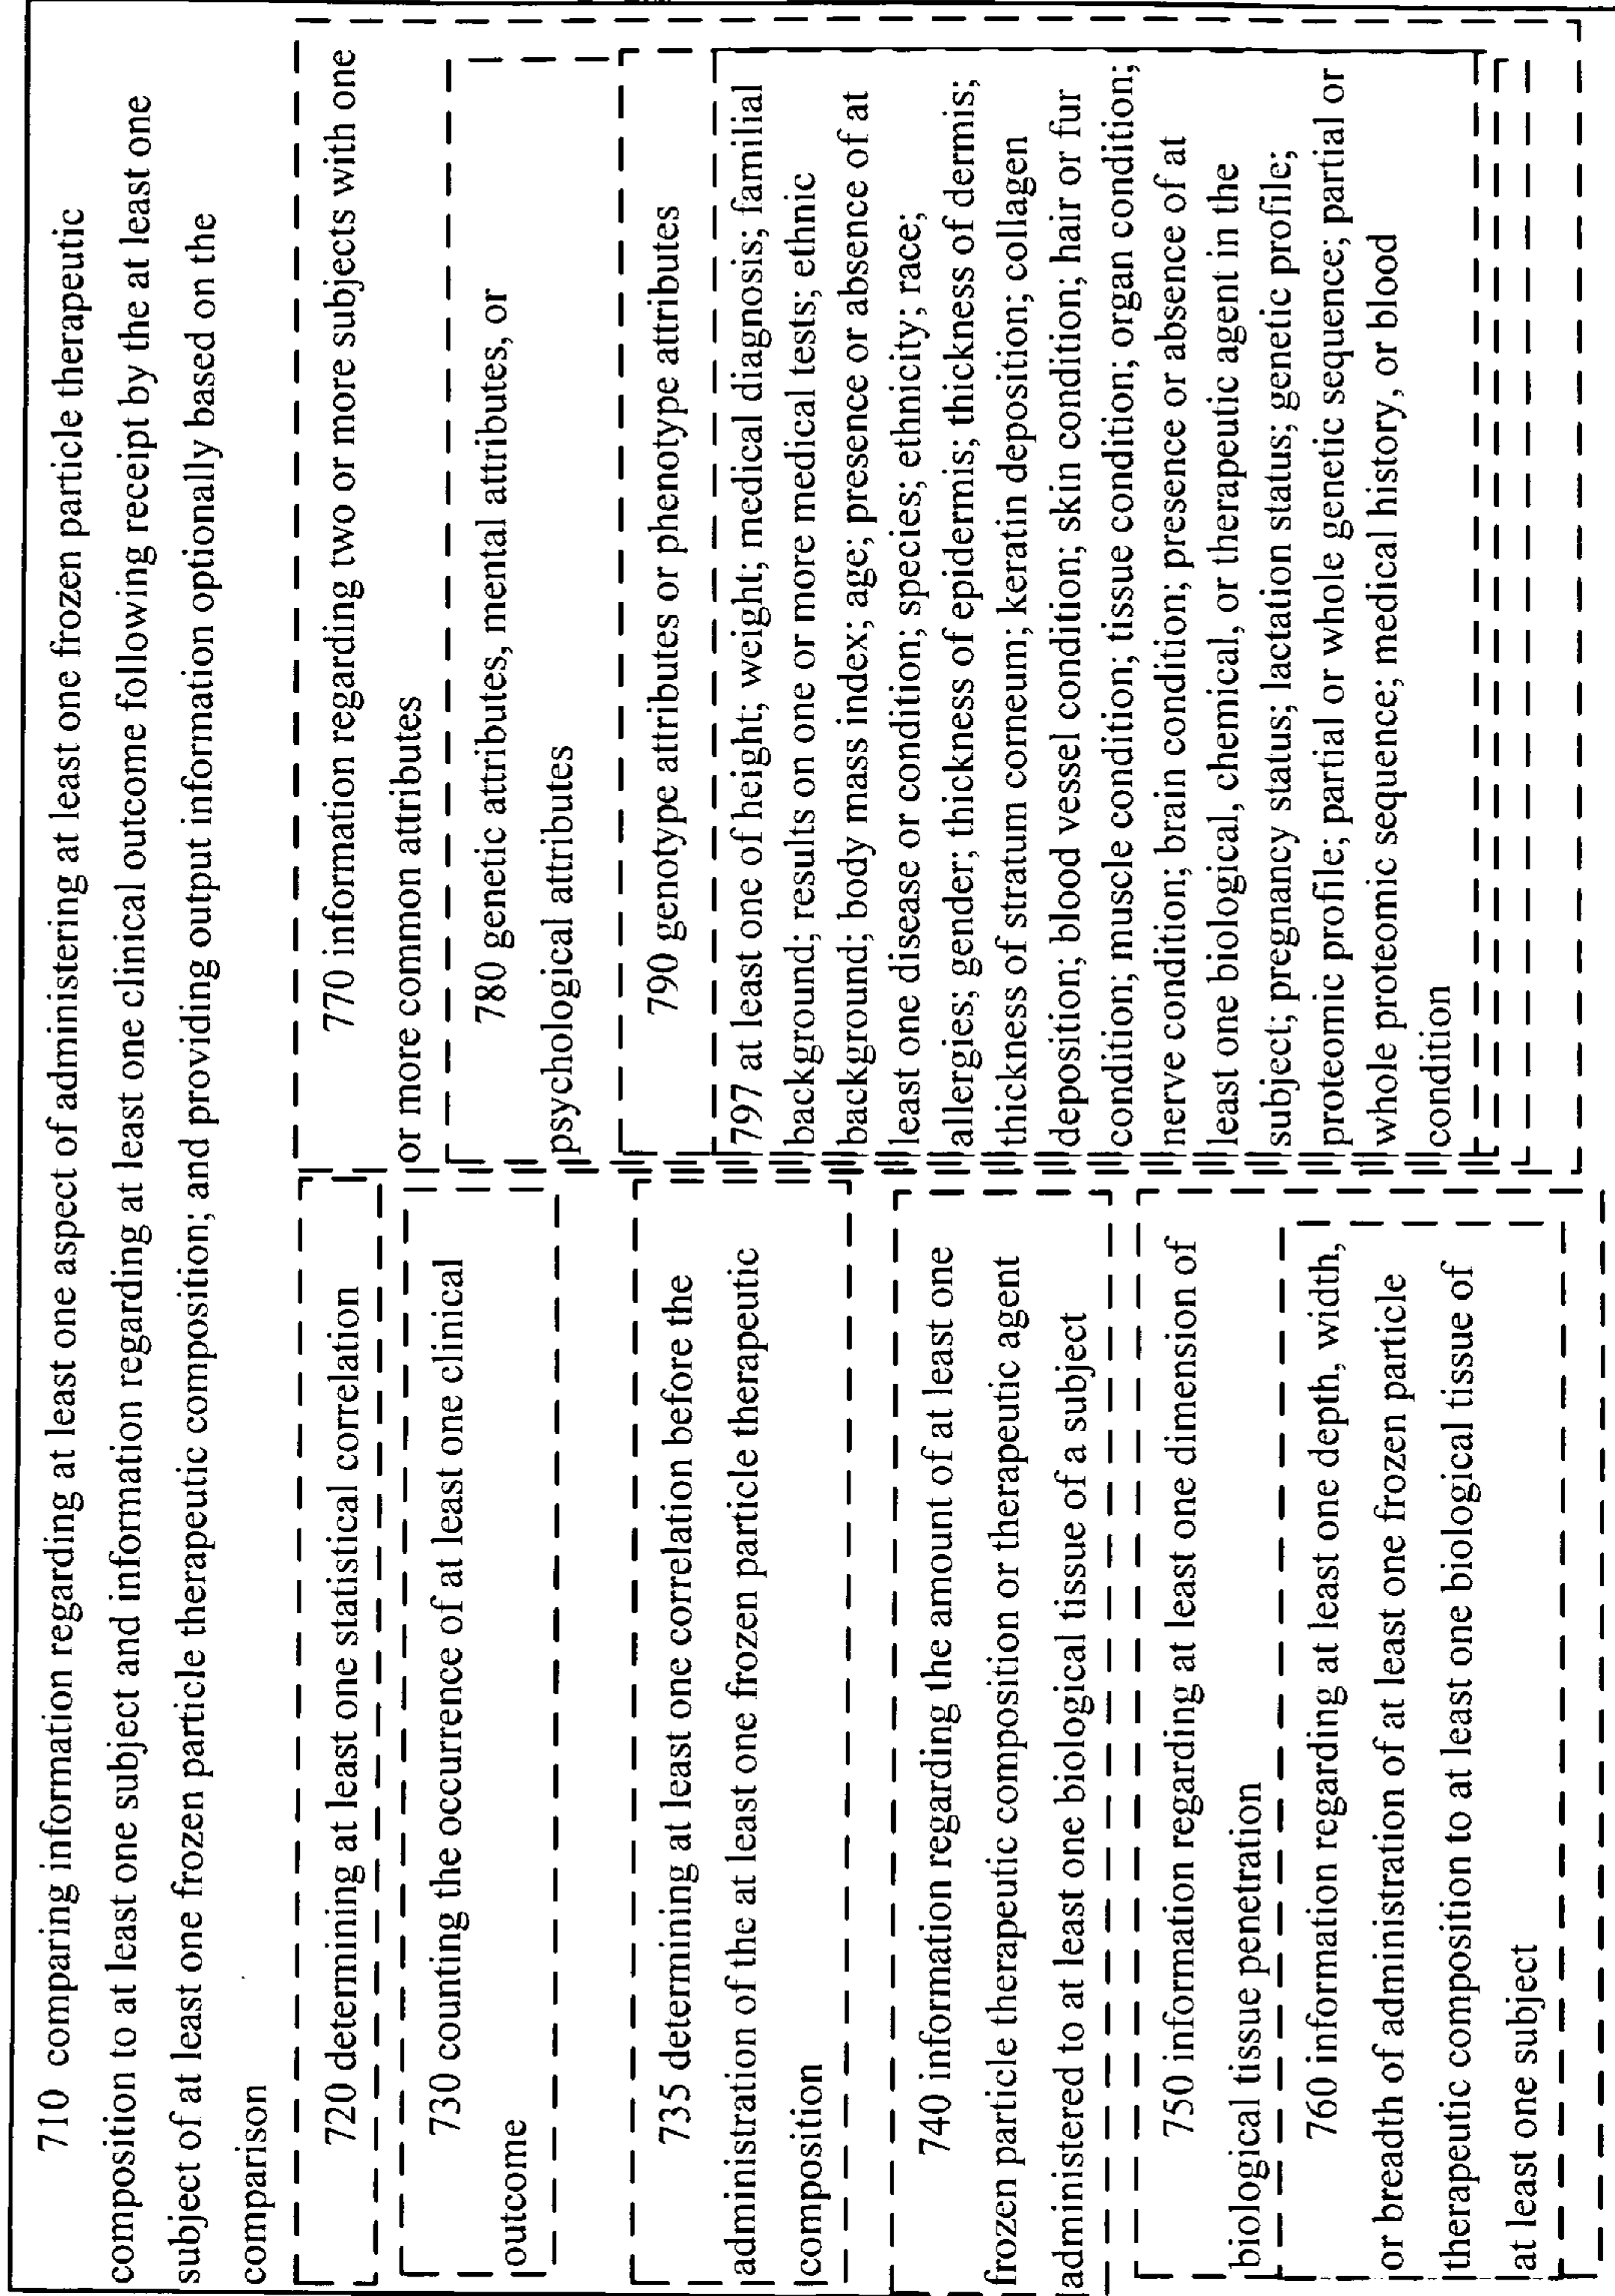 710 comparing information regarding at least one aspect of administering at least one frozen particle therapeutic
composition to at least one subject and information regarding at least one clinical outcome following receipt by the at least one
subject of at least one frozen particle therapeutic composition; and providing output information optionally based on the
comparison
720 determining at least one statistical correlation
730 counting the occurrence of at least one clinical
outcome
735 determining at least one correlation before the
administration of the at least one frozen particle therapeutic
composition
740 information regarding the amount of at least one
frozen particle therapeutic composition or therapeutic agent
administered to at least one biological tissue of a subject
750 information regarding at least one dimension of
biological tissue penetration
760 information regarding at least one depth, width,
or breadth of administration of at least one frozen particle
therapeutic composition to at least one biological tissue of
at least one subject
770 information regarding two or more subjects with one
or more common attributes
780 genetic attributes, mental attributes, or
psychological attributes
790 genotype attributes or phenotype attributes
797 at least one of height; weight; medical diagnosis; familial
background; results on one or more medical tests; ethnic
background; body mass index; age; presence or absence of at
least one disease or condition; species; ethnicity; race;
allergies; gender; thickness of epidermis; thickness of dermis;
thickness of stratum corneum; keratin deposition; collagen
deposition; blood vessel condition; skin condition; hair or fur
condition; muscle condition; tissue condition; organ condition;
nerve condition; brain condition; presence or absence of at
least one biological, chemical, or therapeutic agent in the
subject; pregnancy status; lactation status; genetic profile;
proteomic profile; partial or whole genetic sequence; partial or
whole proteomic sequence; medical history, or blood
condition